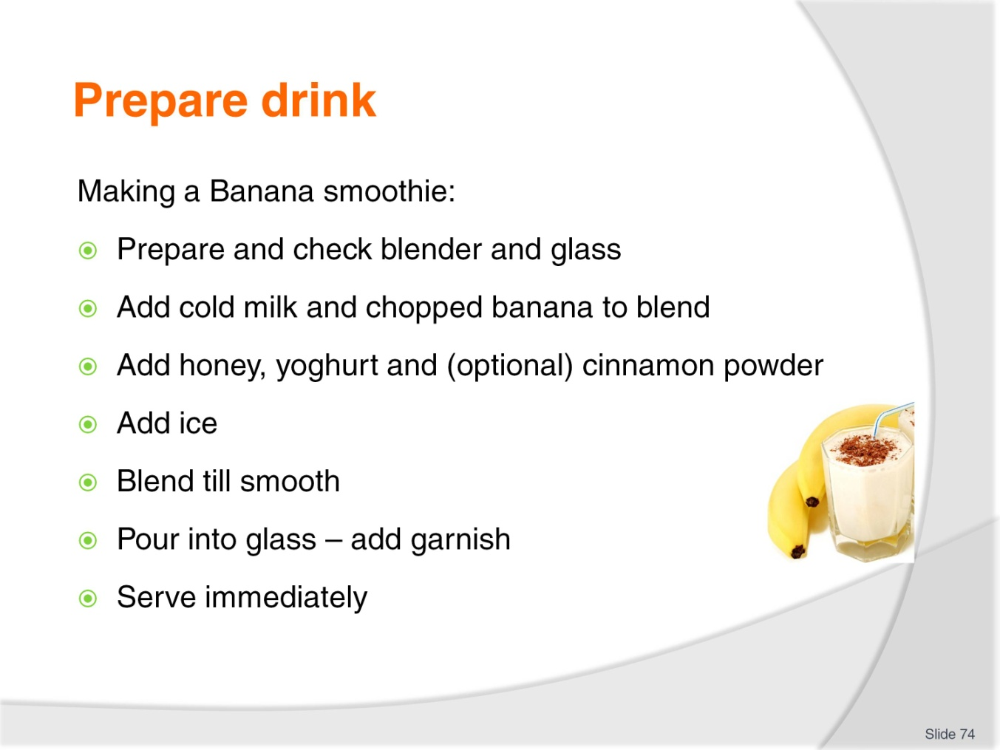 Prepare drink
Making a Banana smoothie:
Prepare and check blender and glass
Add cold milk and chopped banana to blend
Add honey, yoghurt and (optional) cinnamon powder
Add ice
Blend till smooth
Pour into glass – add garnish
Serve immediately
Slide 74